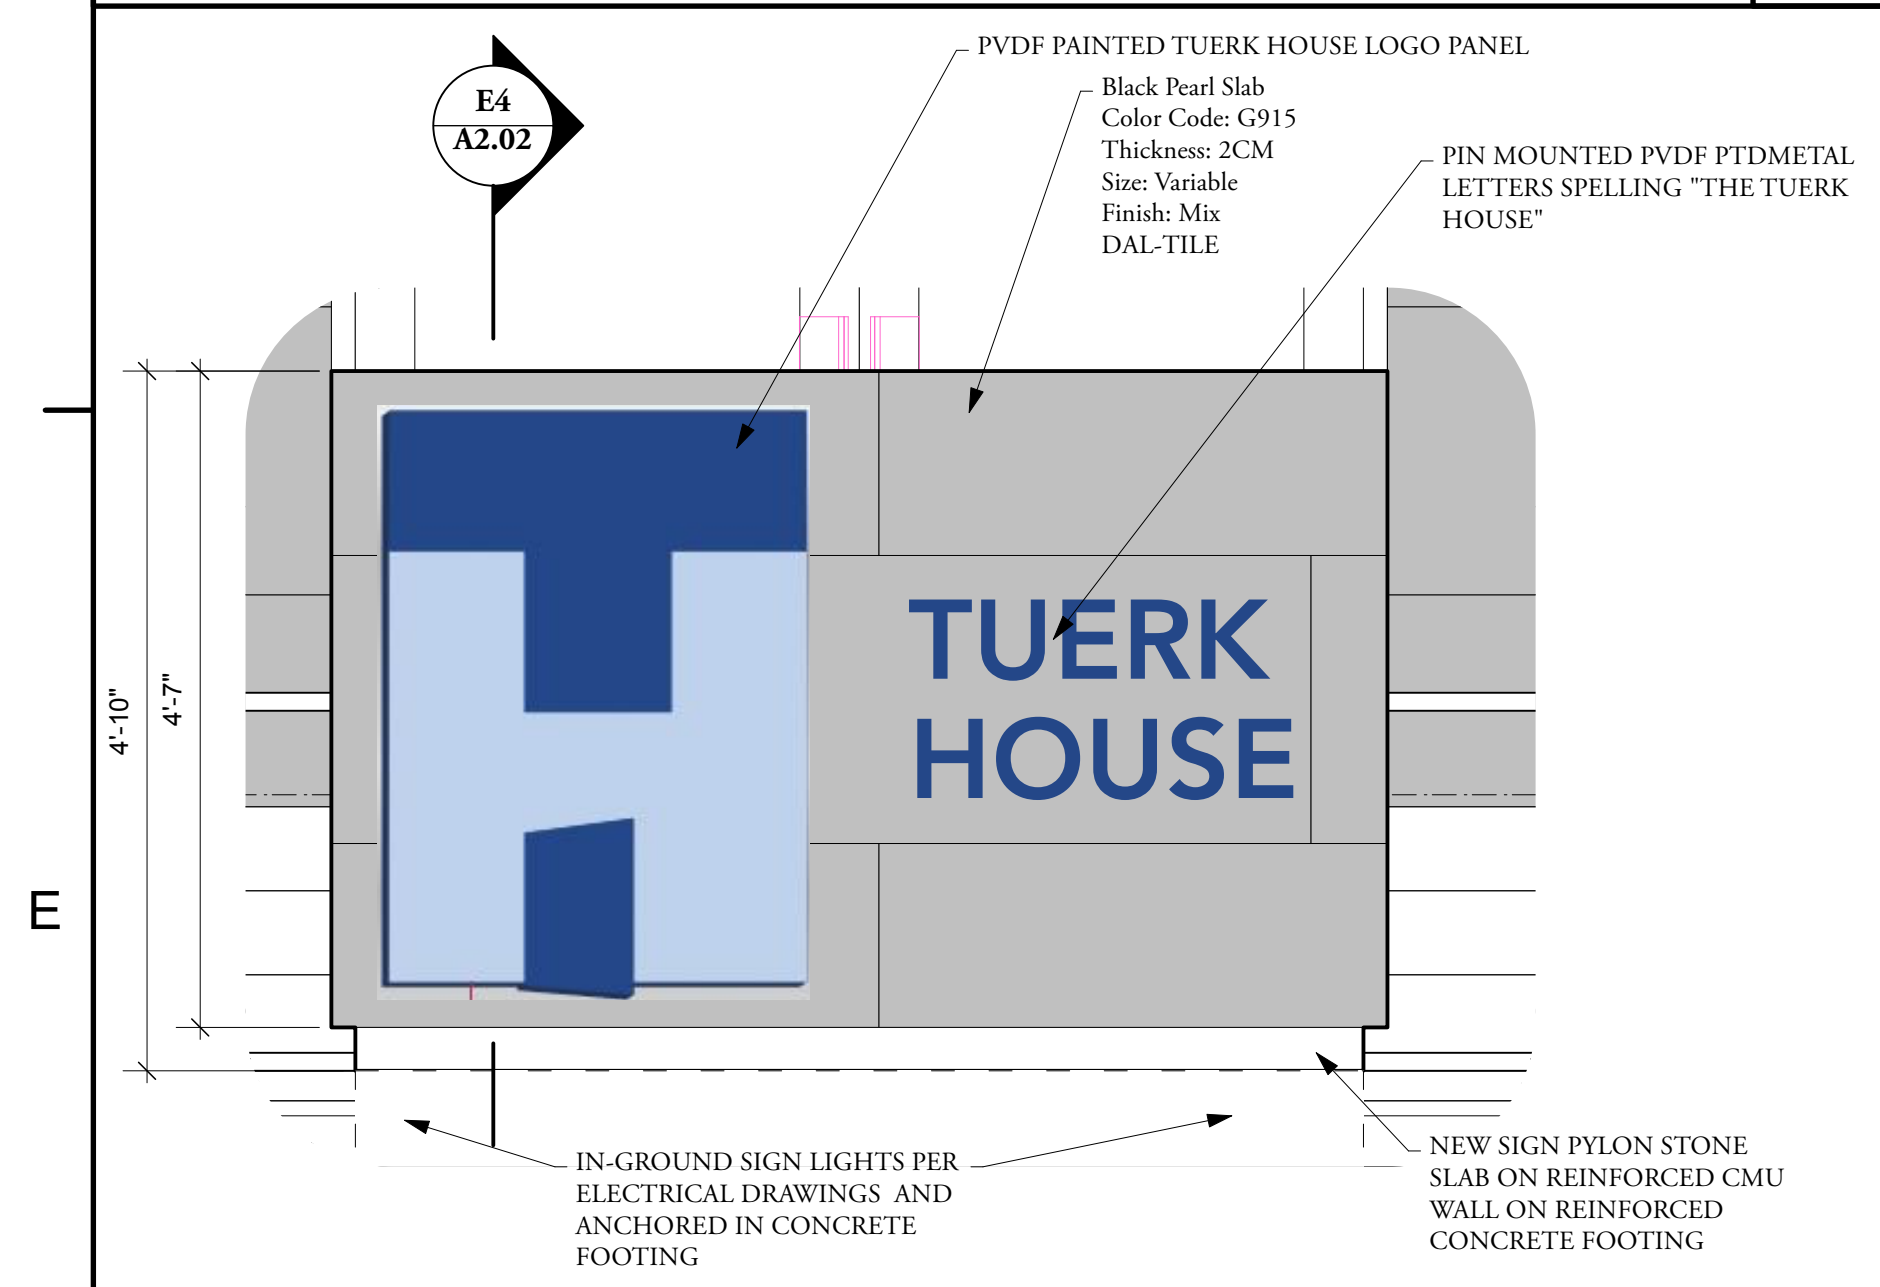 E4
A2.02
PVDF PAINTED TUERK HOUSE LOGO PANEL
Black Pearl Slab
Color Code: G915
Thickness: 2CM
Size: Variable
Finish: Mix
DAL-TILE
PIN MOUNTED PVDF PTDMETAL
LETTERS SPELLING "THE TUERK
HOUSE"
4'-10"
4'-7"
TH
TUERK
HOUSE
E
IN-GROUND SIGN LIGHTS PER
ELECTRICAL DRAWINGS AND
ANCHORED IN CONCRETE
FOOTING
NEW SIGN PYLON STONE
SLAB ON REINFORCED CMU
WALL ON REINFORCED
CONCRETE FOOTING